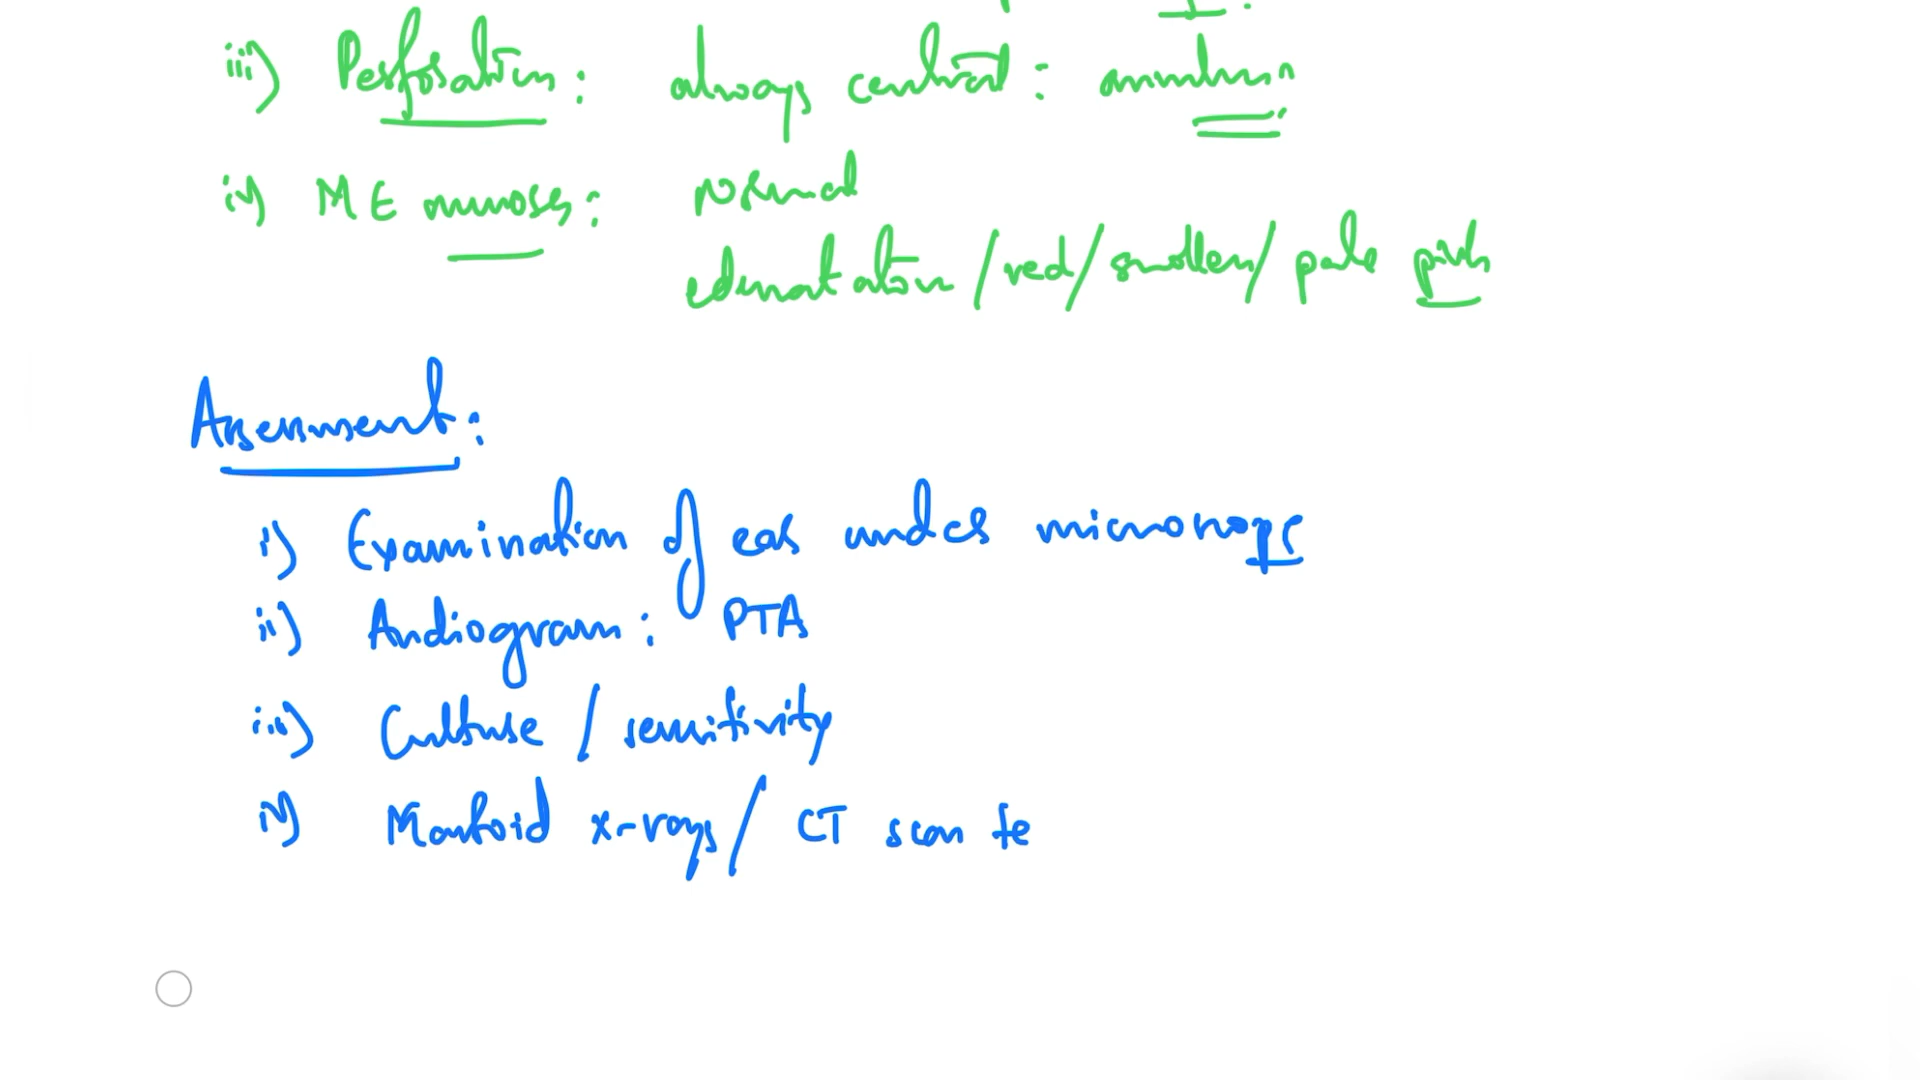 iii) Perforation: always central: annulus
iv) ME mucosa: normal
edematous / red / swollen / pale pink
Assessment:
i) Examination of ear under microscope
ii) Audiogram: PTA
iii) Culture / sensitivity
iv) Mastoid x-rays / CT scan te